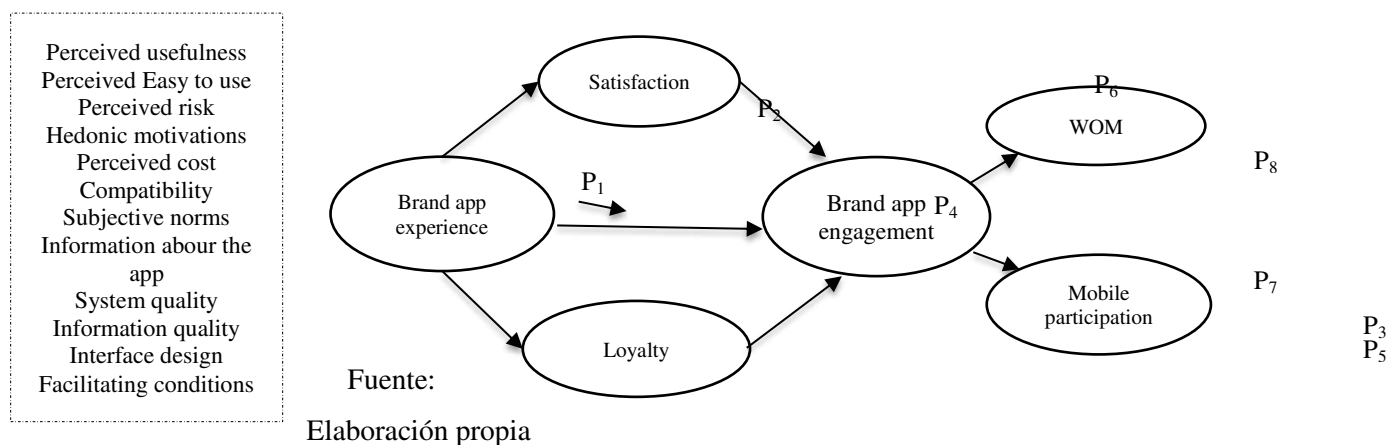 Perceived usefulness
Perceived Easy to use
Perceived risk
Hedonic motivations
Perceived cost
Compatibility
Subjective norms
Information abour the
app
System quality
Information quality
Interface design
Facilitating conditions
Satisfaction
P2
P6
WOM
P8
P1
Brand app
experience
Brand app P4
engagement
P7
Mobile
participation
P3
P5
Loyalty
Fuente:
Elaboración propia